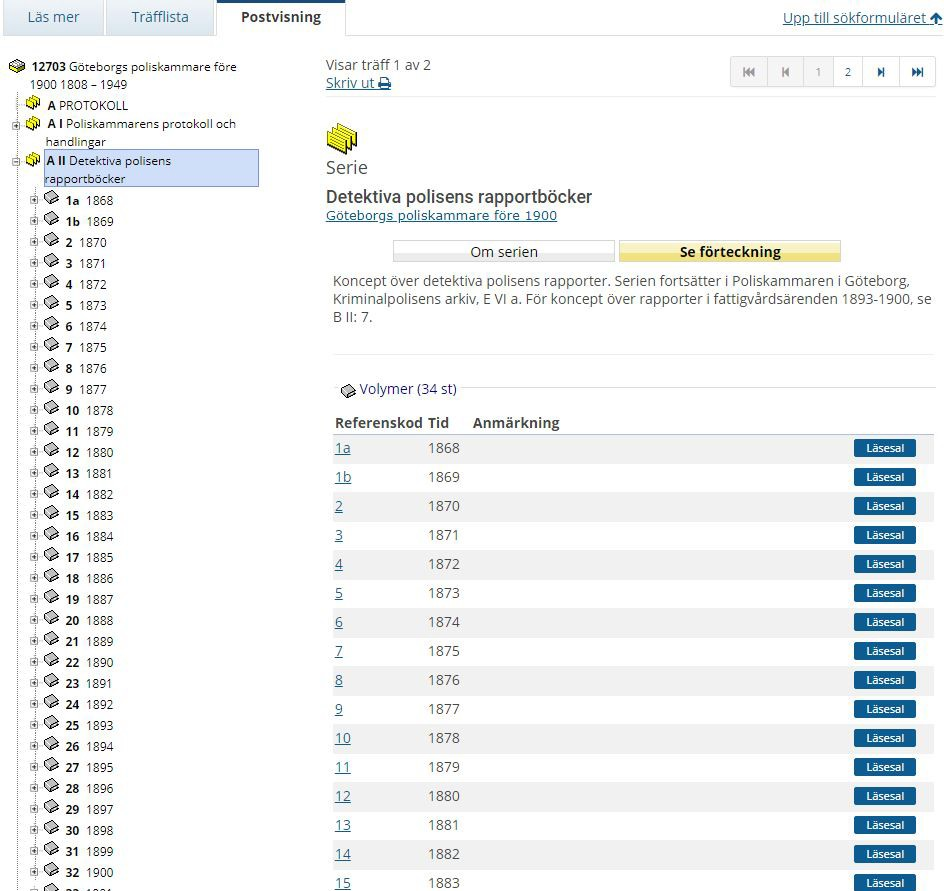 Läs mer
Träfflista
Postvisning
Upp till sökformuläret
12703 Göteborgs poliskammare före
1900 1808 – 1949
A PROTOKOLL
A I Poliskammarens protokoll och
handlingar
A II Detektiva polisens
rapportböcker
1a 1868
1b 1869
2 1870
3 1871
4 1872
5 1873
6 1874
7 1875
8 1876
9 1877
10 1878
11 1879
12 1880
13 1881
14 1882
15 1883
16 1884
17 1885
18 1886
19 1887
20 1888
21 1889
22 1890
23 1891
24 1892
25 1893
26 1894
27 1895
28 1896
29 1897
30 1898
31 1899
32 1900
Visar träff 1 av 2
Skriv ut
1 2
Serie
Detektiva polisens rapportböcker
Göteborgs poliskammare före 1900
Om serien
Se förteckning
Koncept över detektiva polisens rapporter. Serien fortsätter i Poliskammaren i Göteborg,
Kriminalpolisens arkiv, E VI a. För koncept över rapporter i fattigvårdsärenden 1893-1900, se
B II: 7.
Volymer (34 st)
Referenskod Tid Anmärkning
1a 1868 Läsesal
1b 1869 Läsesal
2 1870 Läsesal
3 1871 Läsesal
4 1872 Läsesal
5 1873 Läsesal
6 1874 Läsesal
7 1875 Läsesal
8 1876 Läsesal
9 1877 Läsesal
10 1878 Läsesal
11 1879 Läsesal
12 1880 Läsesal
13 1881 Läsesal
14 1882 Läsesal
15 1883 Läsesal